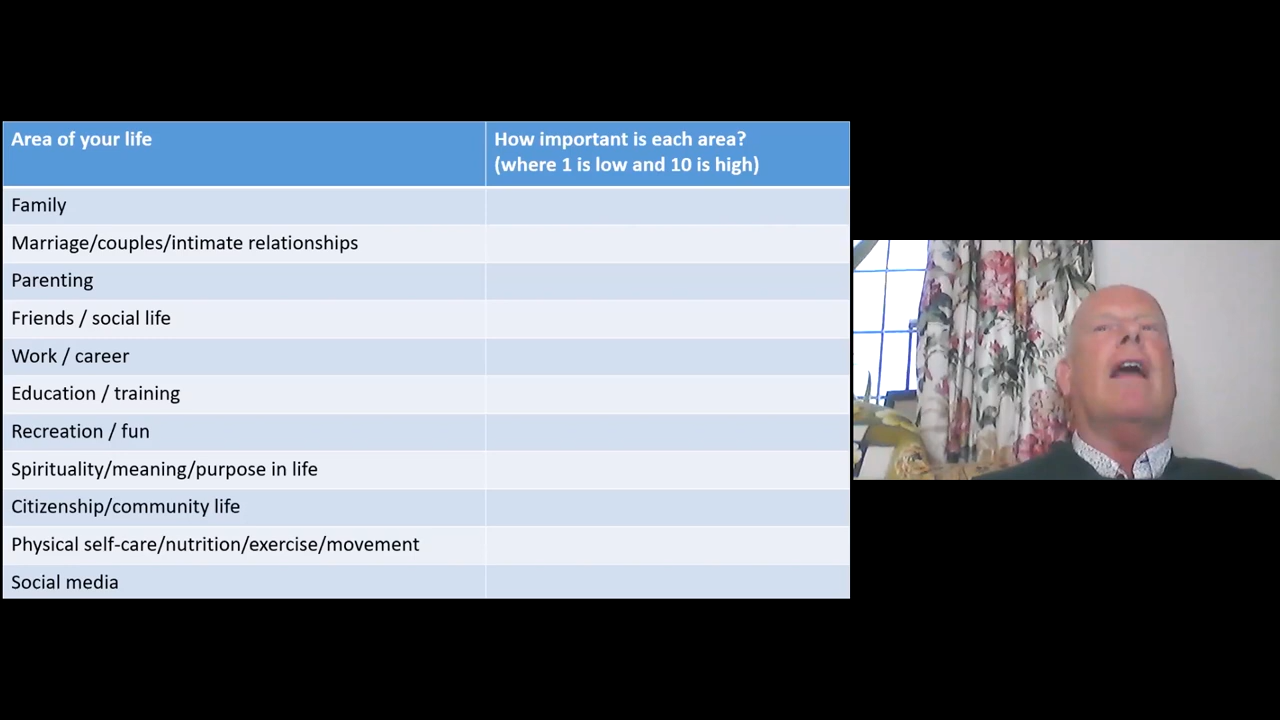 Area of your life
How important is each area?
(where 1 is low and 10 is high)
Family
Marriage/couples/intimate relationships
Parenting
Friends / social life
Work / career
Education / training
Recreation / fun
Spirituality/meaning/purpose in life
Citizenship/community life
Physical self-care/nutrition/exercise/movement
Social media